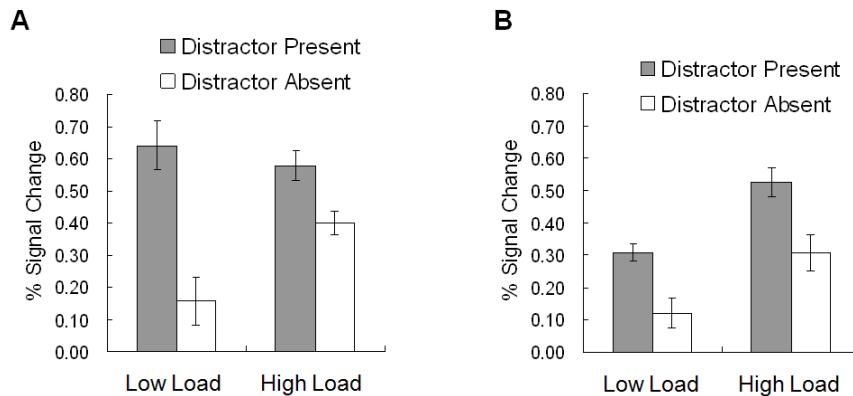 A
Distractor Present
Distractor Absent
% Signal Change
0.80
0.70
0.60
0.50
0.40
0.30
0.20
0.10
0.00
Low Load High Load
B
Distractor Present
Distractor Absent
% Signal Change
0.80
0.70
0.60
0.50
0.40
0.30
0.20
0.10
0.00
Low Load High Load